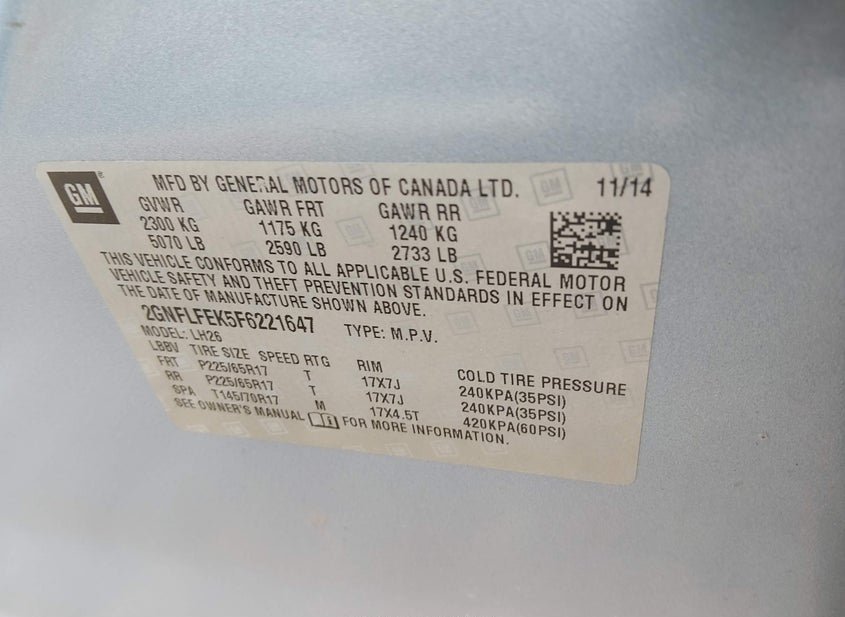 GM
MFD BY GENERAL MOTORS OF CANADA LTD. 11/14
GVWR GAWR FRT GAWR RR
2300 KG 1175 KG 1240 KG
5070 LB 2590 LB 2733 LB
THIS VEHICLE CONFORMS TO ALL APPLICABLE U.S. FEDERAL MOTOR
VEHICLE SAFETY AND THEFT PREVENTION STANDARDS IN EFFECT ON
THE DATE OF MANUFACTURE SHOWN ABOVE.
2GNFLFEK5F6221647 TYPE: M.P.V.
MODEL: LH26
LBBV TIRE SIZE SPEED RTG RIM COLD TIRE PRESSURE
FRT P225/65R17 T 17X7J 240KPA(35PSI)
RR P225/65R17 T 17X7J 240KPA(35PSI)
SPA T145/70R17 M 17X4.5T 420KPA(60PSI)
SEE OWNER'S MANUAL FOR MORE INFORMATION.